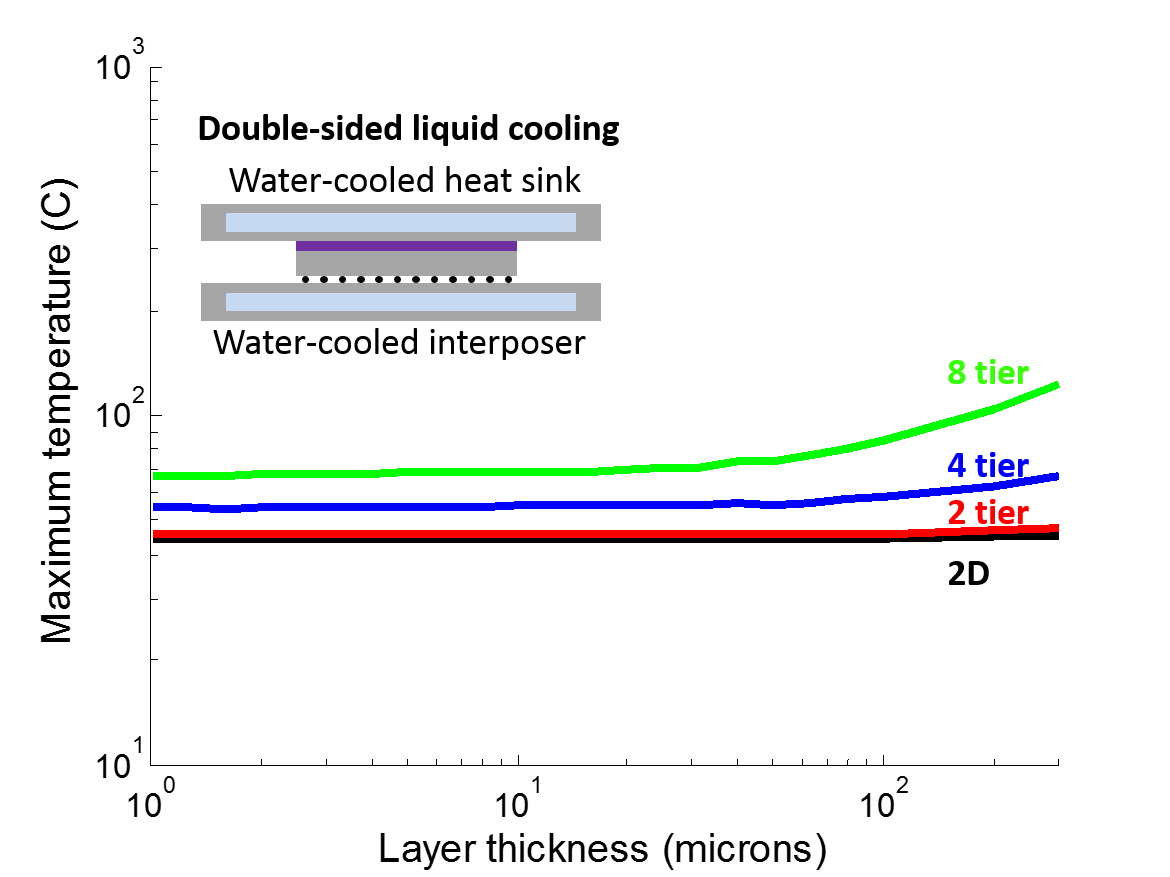 10^3
Double-sided liquid cooling
Water-cooled heat sink
Water-cooled interposer
Maximum temperature (C)
8 tier
10^2
4 tier
2 tier
2D
10^1
10^0
10^1
10^2
Layer thickness (microns)